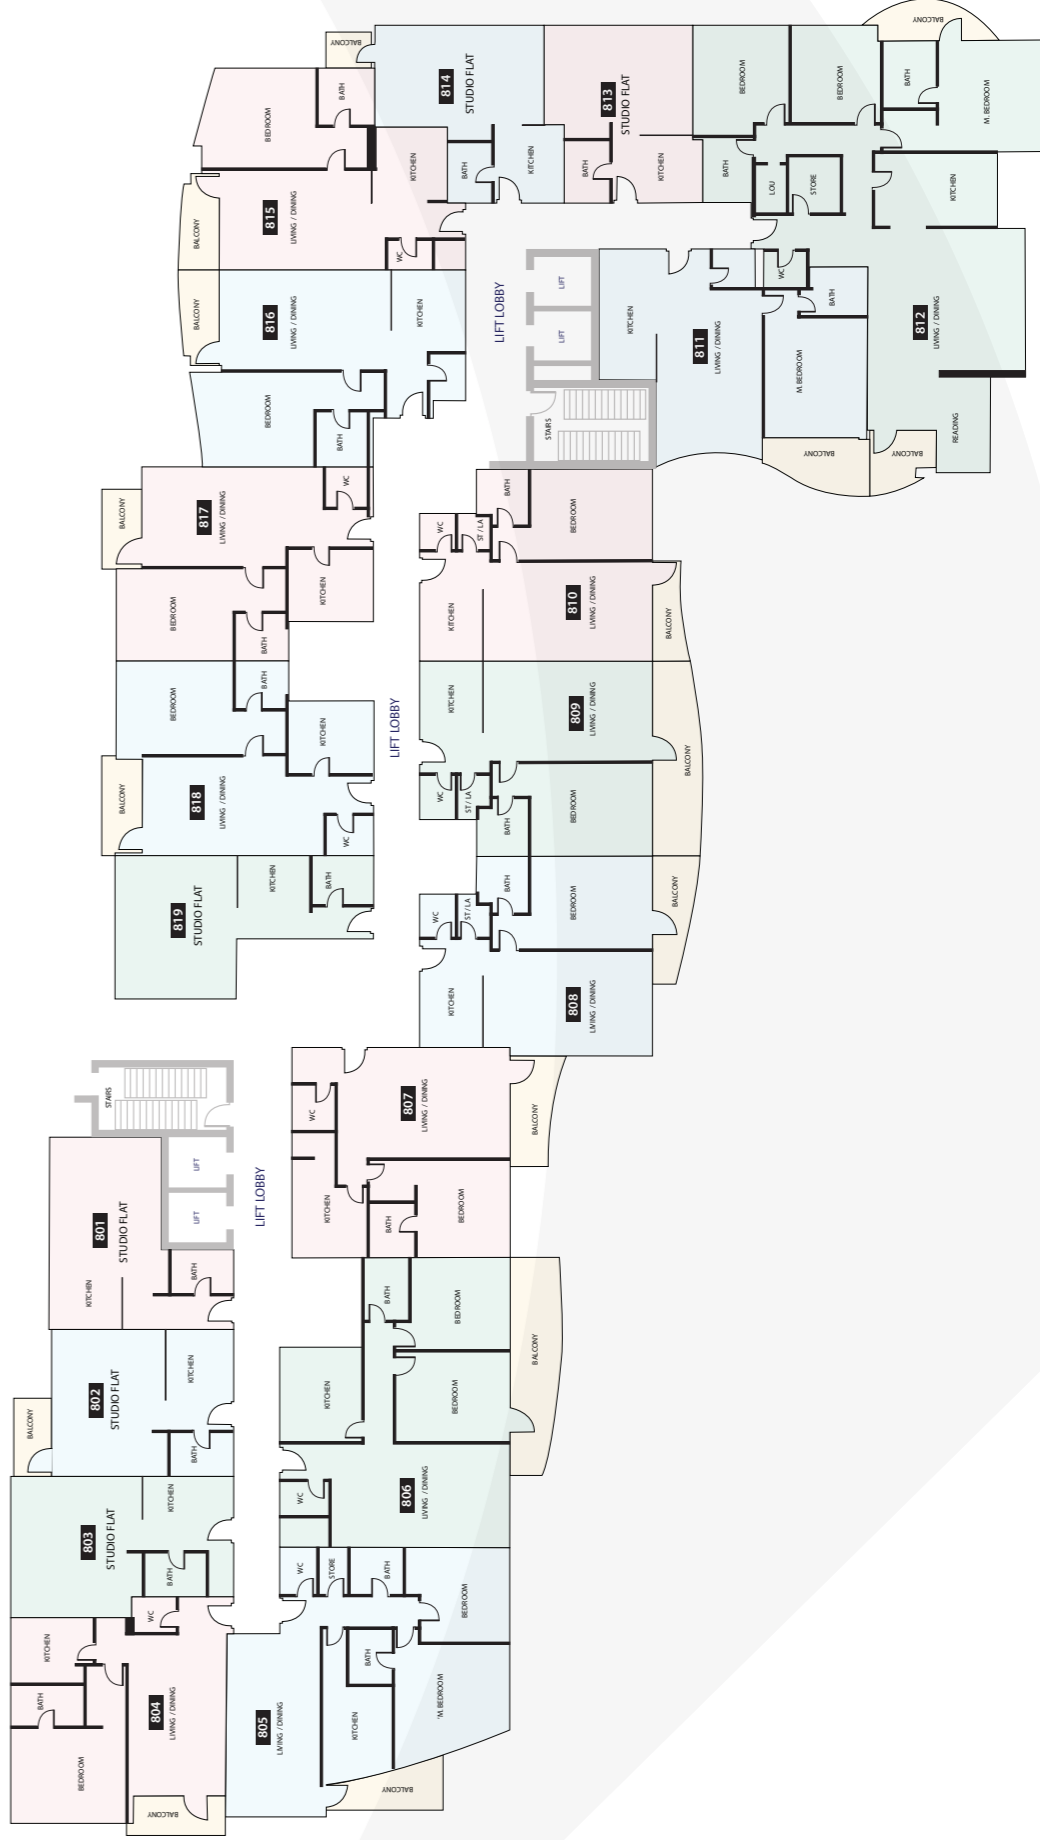 BALCONY
BALCONY
814
STUDIO FLAT
813
STUDIO FLAT
BEDROOM
BEDROOM
BATH
M. BEDROOM
BEDROOM
BATH
KITCHEN
BATH
KITCHEN
BATH
KITCHEN
BATH
LOU
STORE
KITCHEN
BALCONY
815
LIVING / DINING
WC
WC
BATH
BALCONY
816
LIVING / DINING
KITCHEN
LIFT LOBBY
LIFT
LIFT
KITCHEN
811
LIVING / DINING
M. BEDROOM
812
LIVING / DINING
BEDROOM
BATH
STAIRS
BALCONY
BALCONY
READING
BALCONY
817
LIVING / DINING
WC
KITCHEN
BATH
WC
ST / LA
BEDROOM
BEDROOM
BATH
KITCHEN
810
LIVING / DINING
BALCONY
BEDROOM
BATH
KITCHEN
LIFT LOBBY
KITCHEN
809
LIVING / DINING
BALCONY
BALCONY
818
LIVING / DINING
WC
WC
ST / LA
BATH
BEDROOM
819
STUDIO FLAT
KITCHEN
BATH
WC
ST / LA
BATH
BEDROOM
BALCONY
KITCHEN
808
LIVING / DINING
STAIRS
LIFT
LIFT
LIFT LOBBY
WC
807
LIVING / DINING
BALCONY
801
STUDIO FLAT
KITCHEN
BATH
KITCHEN
BATH
BEDROOM
BATH
BEDROOM
BALCONY
802
STUDIO FLAT
KITCHEN
BATH
BALCONY
KITCHEN
BEDROOM
803
STUDIO FLAT
KITCHEN
BATH
WC
806
LIVING / DINING
WC
STORE
BATH
BEDROOM
KITCHEN
WC
BATH
BATH
M. BEDROOM
804
LIVING / DINING
805
LIVING / DINING
KITCHEN
BEDROOM
BALCONY
BALCONY